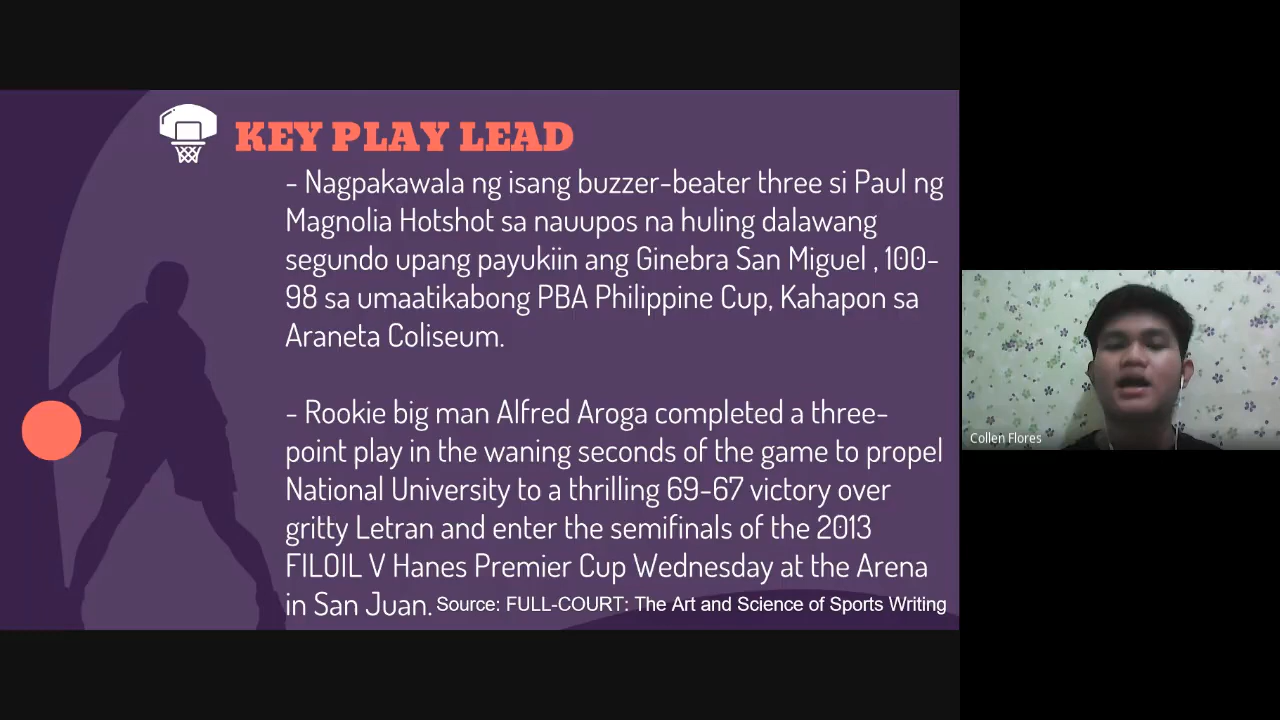 KEY PLAY LEAD
- Nagpakawala ng isang buzzer-beater three si Paul ng
Magnolia Hotshot sa nauupos na huling dalawang
segundo upang payukiin ang Ginebra San Miguel , 100-
98 sa umaatikabong PBA Philippine Cup, Kahapon sa
Araneta Coliseum.
- Rookie big man Alfred Aroga completed a three-
point play in the waning seconds of the game to propel
National University to a thrilling 69-67 victory over
gritty Letran and enter the semifinals of the 2013
FILOIL V Hanes Premier Cup Wednesday at the Arena
in San Juan. Source: FULL-COURT: The Art and Science of Sports Writing
Collen Flores